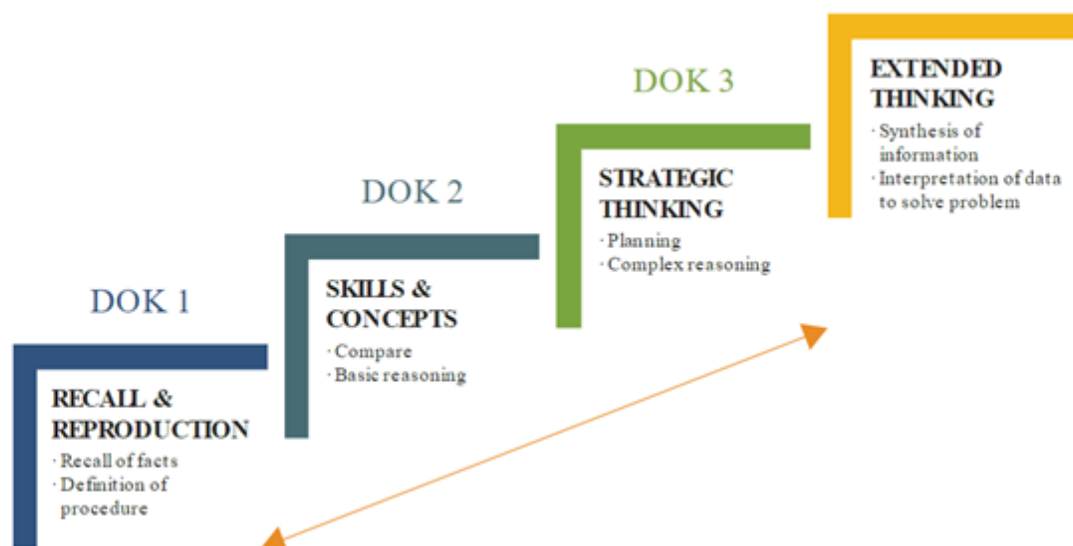 DOK 1
RECALL &
REPRODUCTION
· Recall of facts
· Definition of
procedure
DOK 2
SKILLS &
CONCEPTS
· Compare
· Basic reasoning
DOK 3
STRATEGIC
THINKING
· Planning
· Complex reasoning
EXTENDED
THINKING
· Synthesis of
information
· Interpretation of data
to solve problem